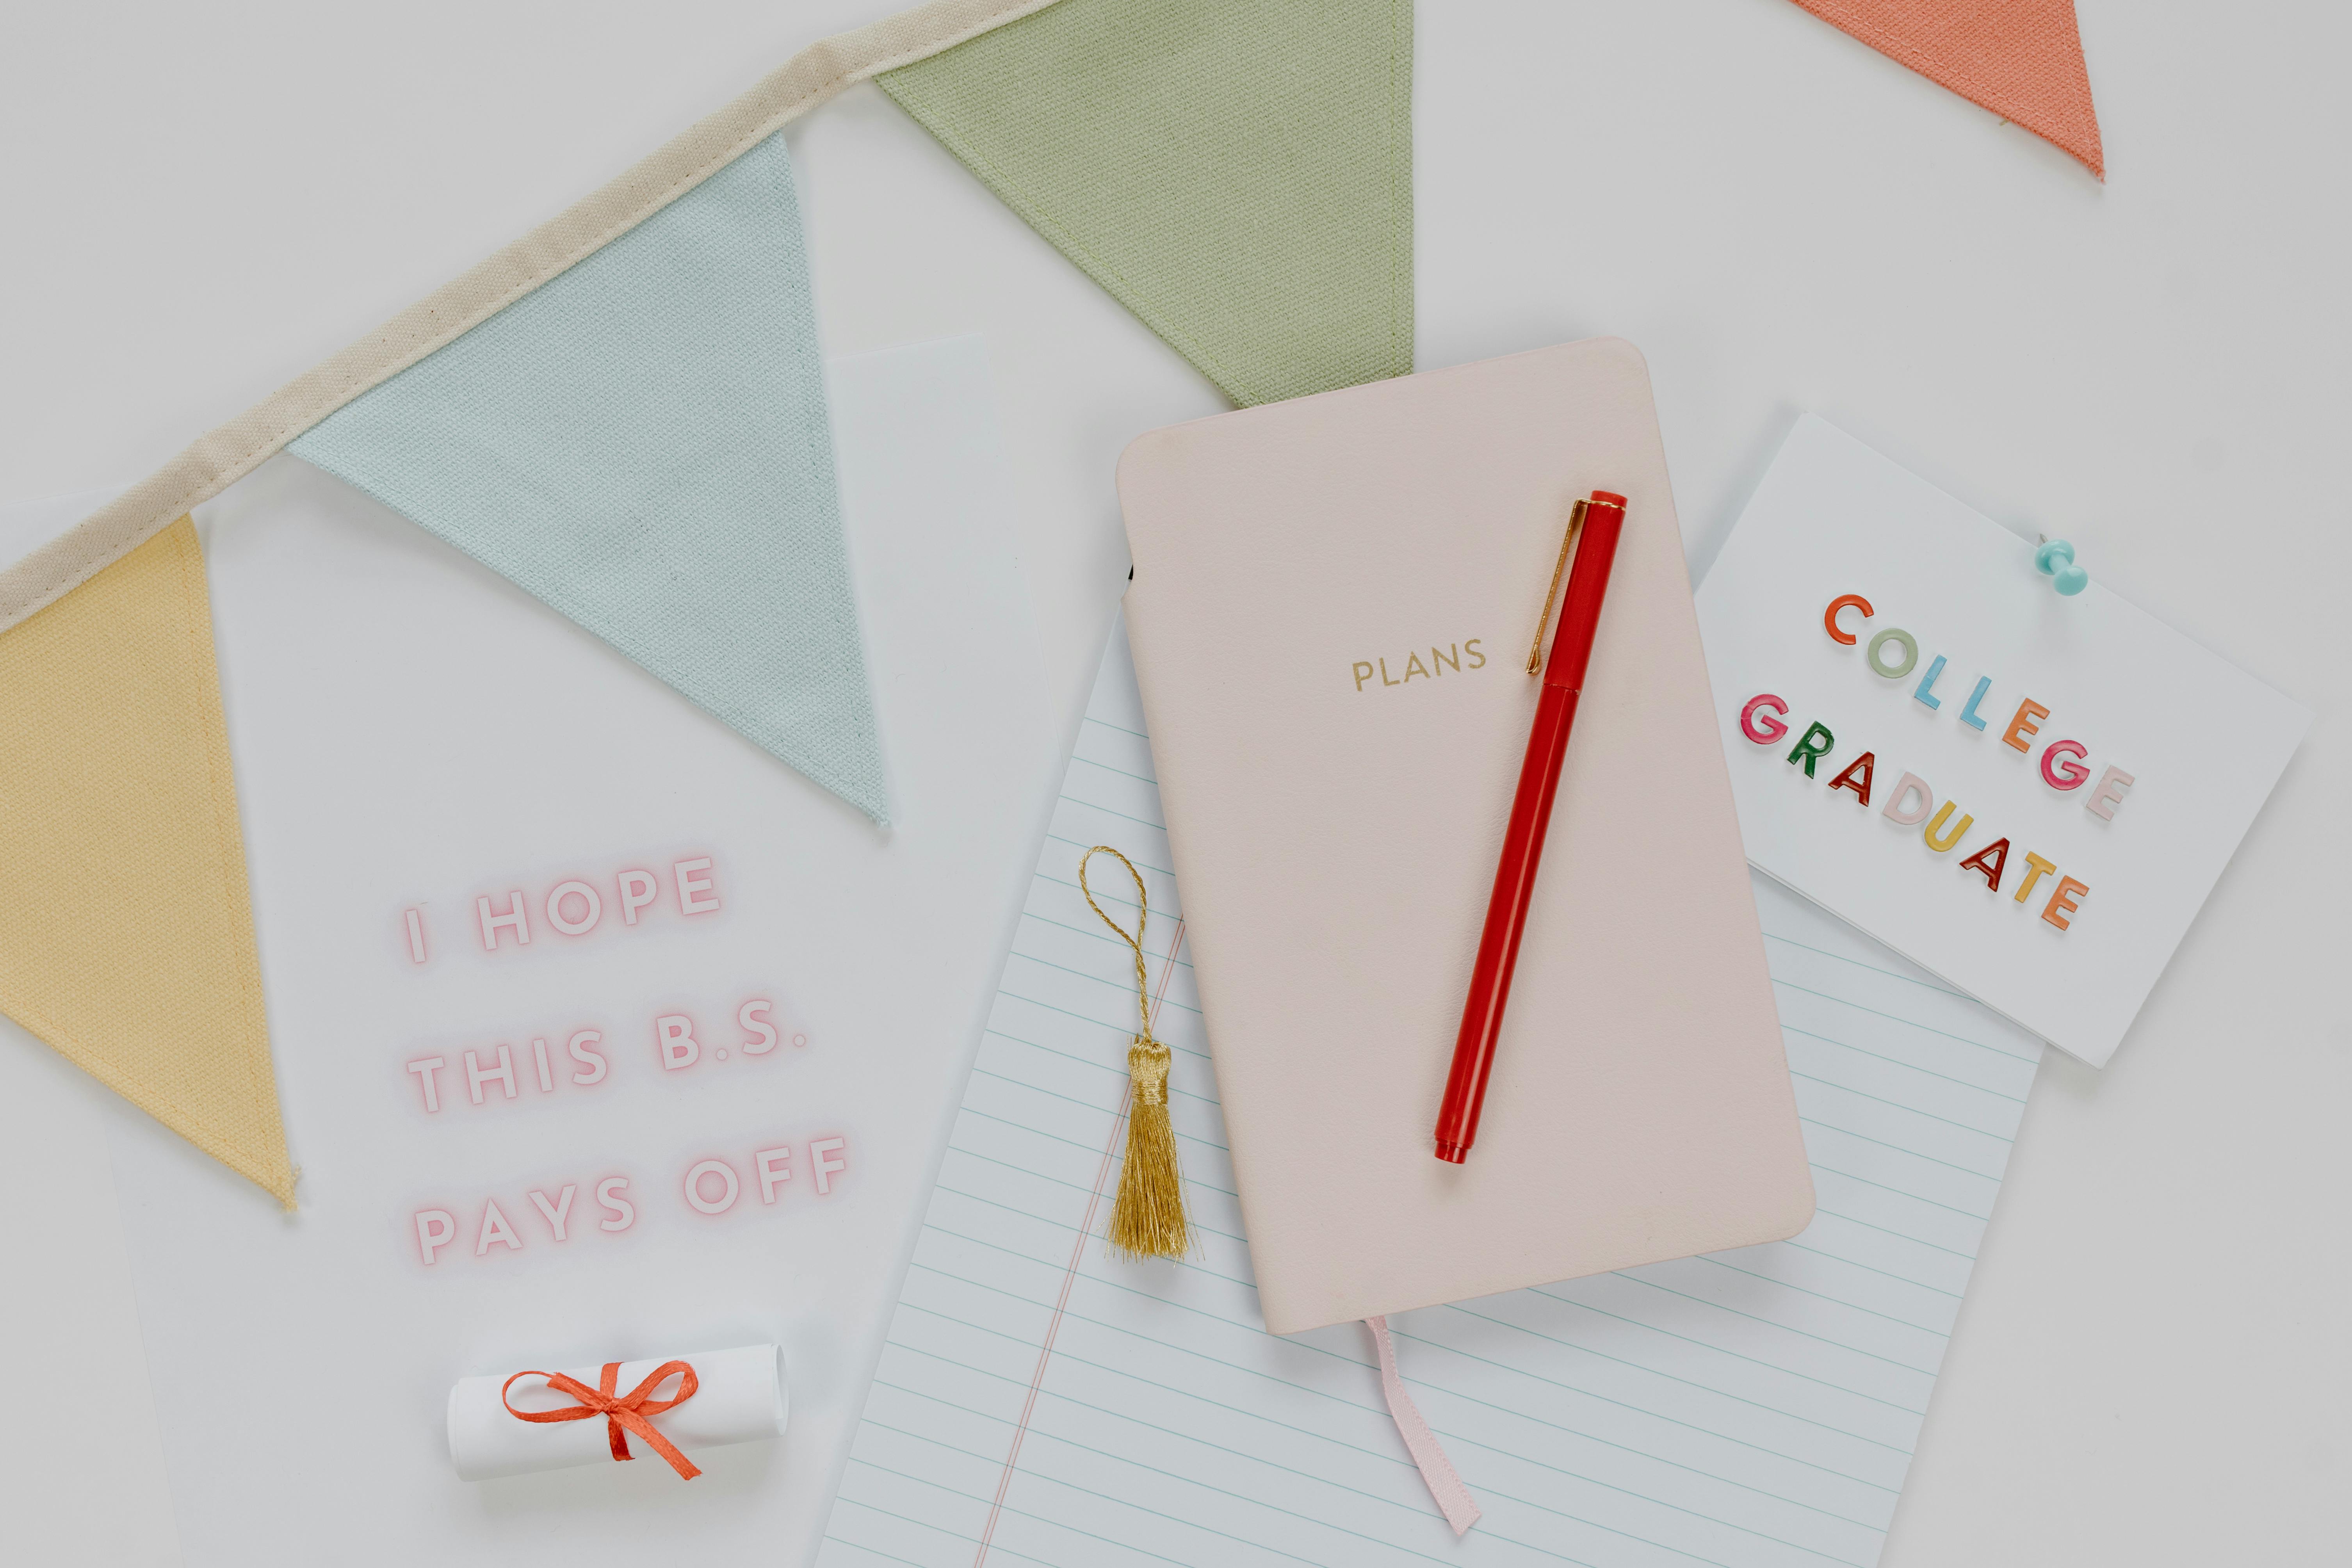 I HOPE
THIS B.S.
PAYS OFF
PLANS
COLLEGE
GRADUATE